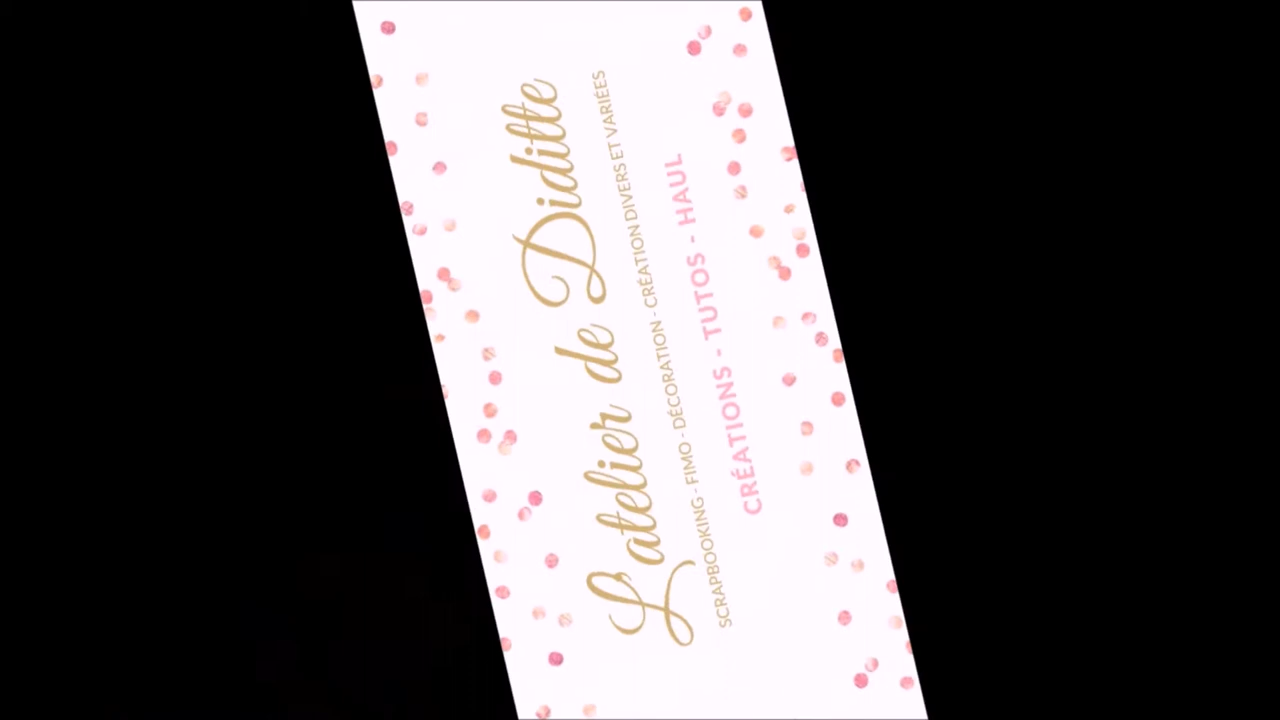 L'atelier de Diditte
SCRAPBOOKING - FIMO - DÉCORATION - CRÉATION DIVERS ET VARIÉES
CRÉATIONS - TUTOS - HAUL